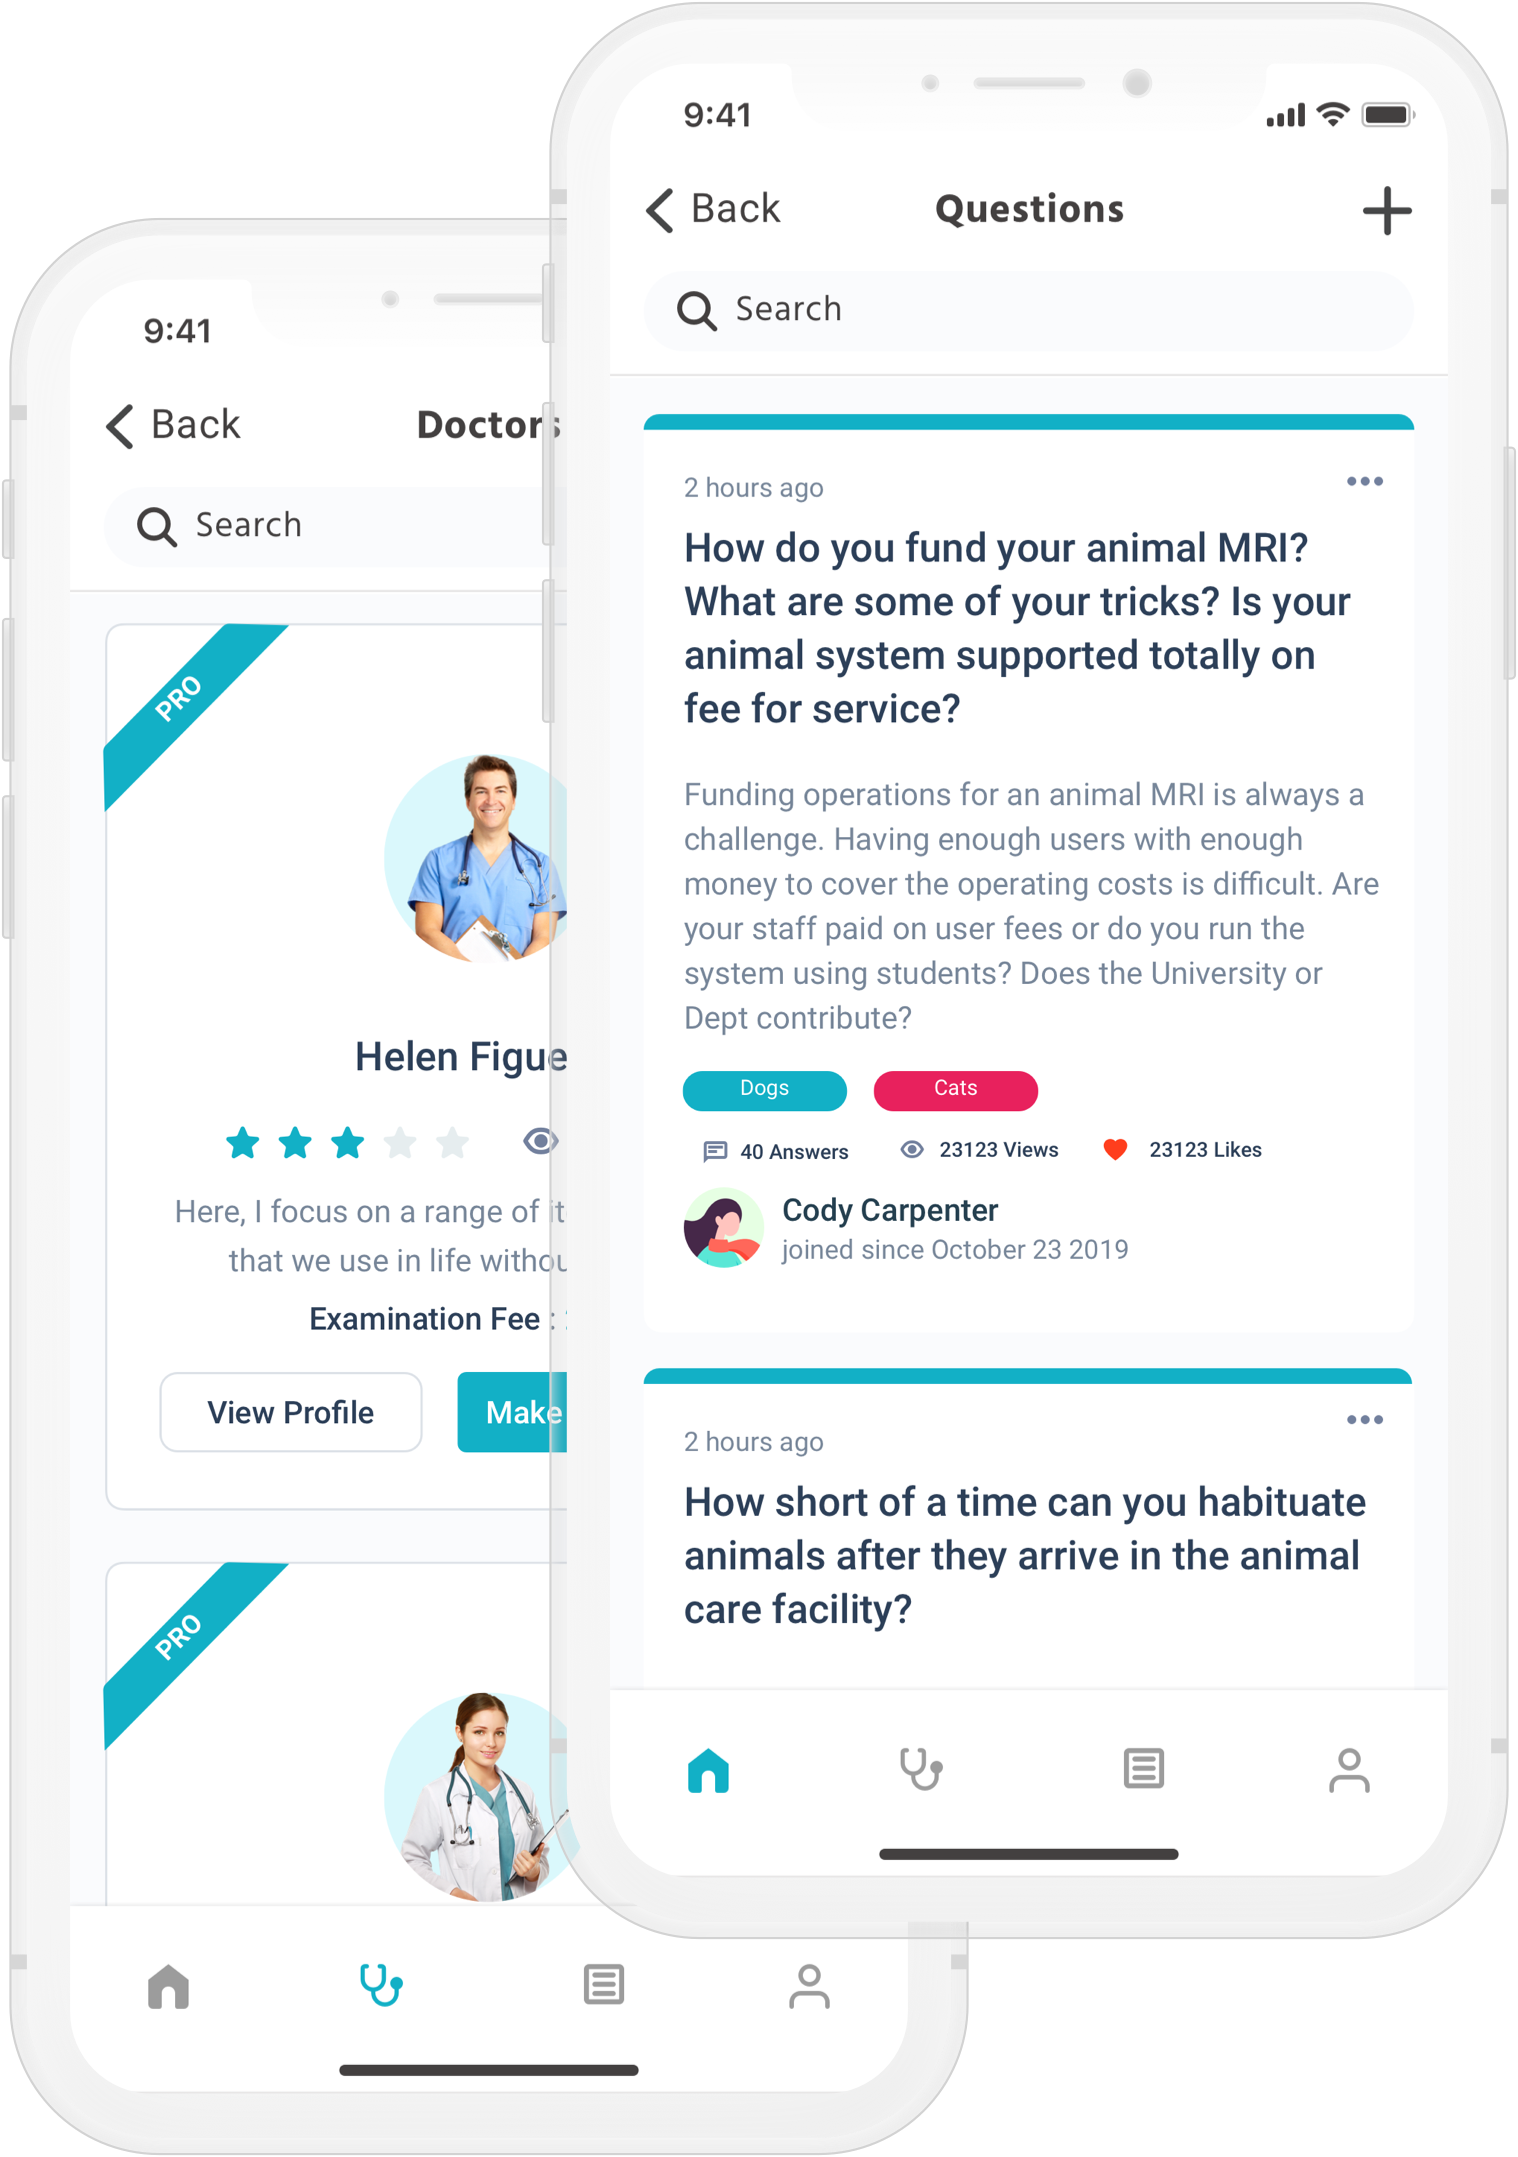 9:41
Back
Questions
Search
2 hours ago
How do you fund your animal MRI?
What are some of your tricks? Is your
animal system supported totally on
fee for service?
Funding operations for an animal MRI is always a
challenge. Having enough users with enough
money to cover the operating costs is difficult. Are
your staff paid on user fees or do you run the
system using students? Does the University or
Dept contribute?
Dogs
Cats
40 Answers
23123 Views
23123 Likes
Cody Carpenter
joined since October 23 2019
2 hours ago
How short of a time can you habituate
animals after they arrive in the animal
care facility?
9:41
Back
Doctors
Search
PRO
Helen
Here, I focus on a range of
that we use in life
Examination Fee :
View Profile
Make
PRO